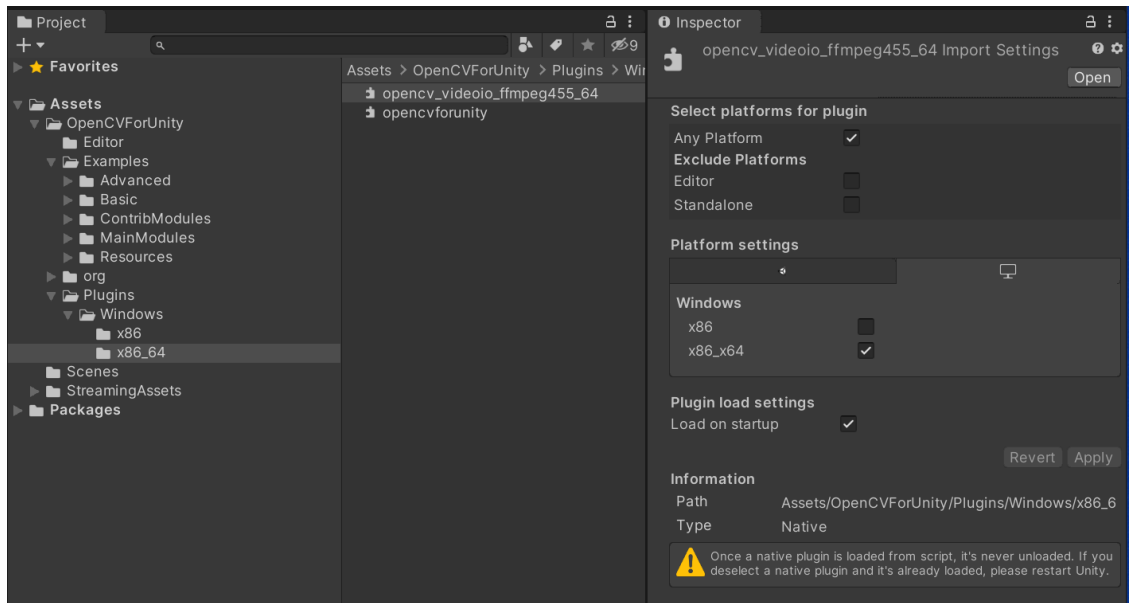 Project
9
Favorites
Assets
OpenCVForUnity
Editor
Examples
Advanced
Basic
ContribModules
MainModules
Resources
org
Plugins
Windows
x86
x86_64
Scenes
StreamingAssets
Packages
Assets > OpenCVForUnity > Plugins > Wir
opencv_videoio_ffmpeg455_64
opencvforunity
Inspector
opencv_videoio_ffmpeg455_64 Import Settings
Open
Select platforms for plugin
Any Platform
Exclude Platforms
Editor
Standalone
Platform settings
Windows
x86
x86_x64
Plugin load settings
Load on startup
Revert Apply
Information
Path Assets/OpenCVForUnity/Plugins/Windows/x86_6
Type Native
Once a native plugin is loaded from script, it's never unloaded. If you
deselect a native plugin and it's already loaded, please restart Unity.